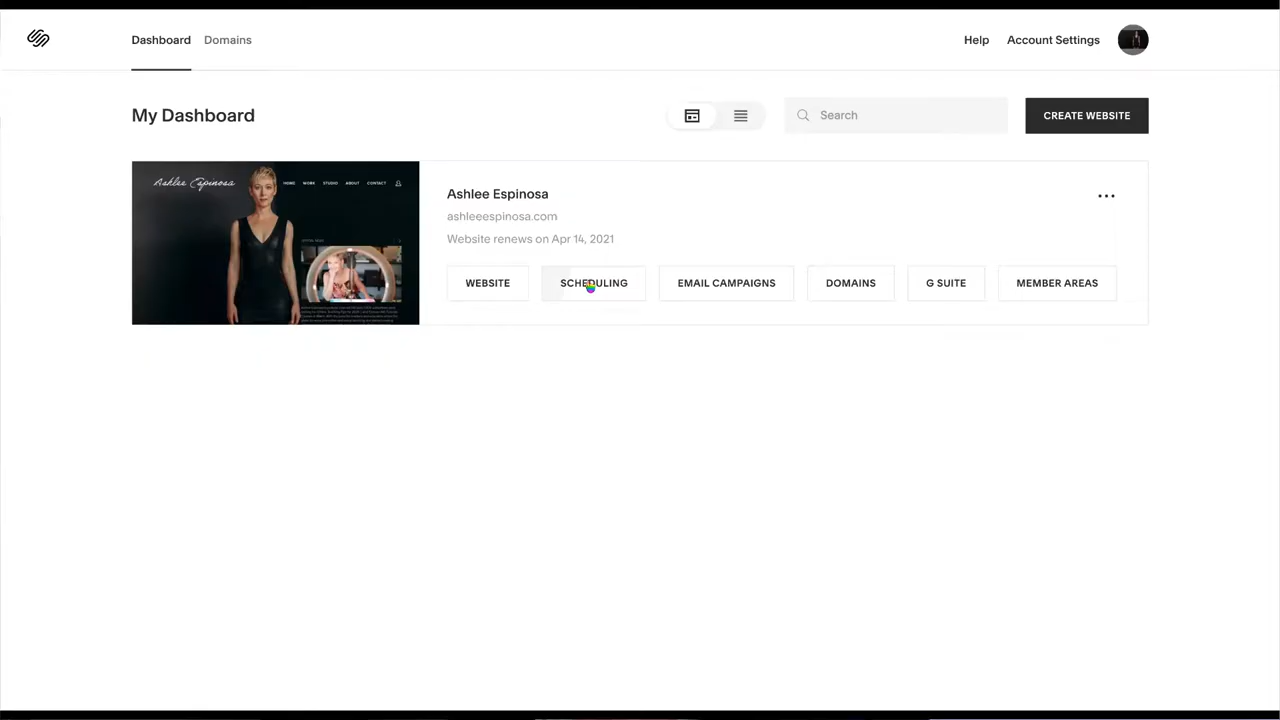 Dashboard Domains Help Account Settings
My Dashboard Search CREATE WEBSITE
Ashlee Espinosa
HOME WORK STUDIO ABOUT CONTACT
Ashlee Espinosa
ashleeespinosa.com
Website renews on Apr 14, 2021
WEBSITE SCHEDULING EMAIL CAMPAIGNS DOMAINS G SUITE MEMBER AREAS